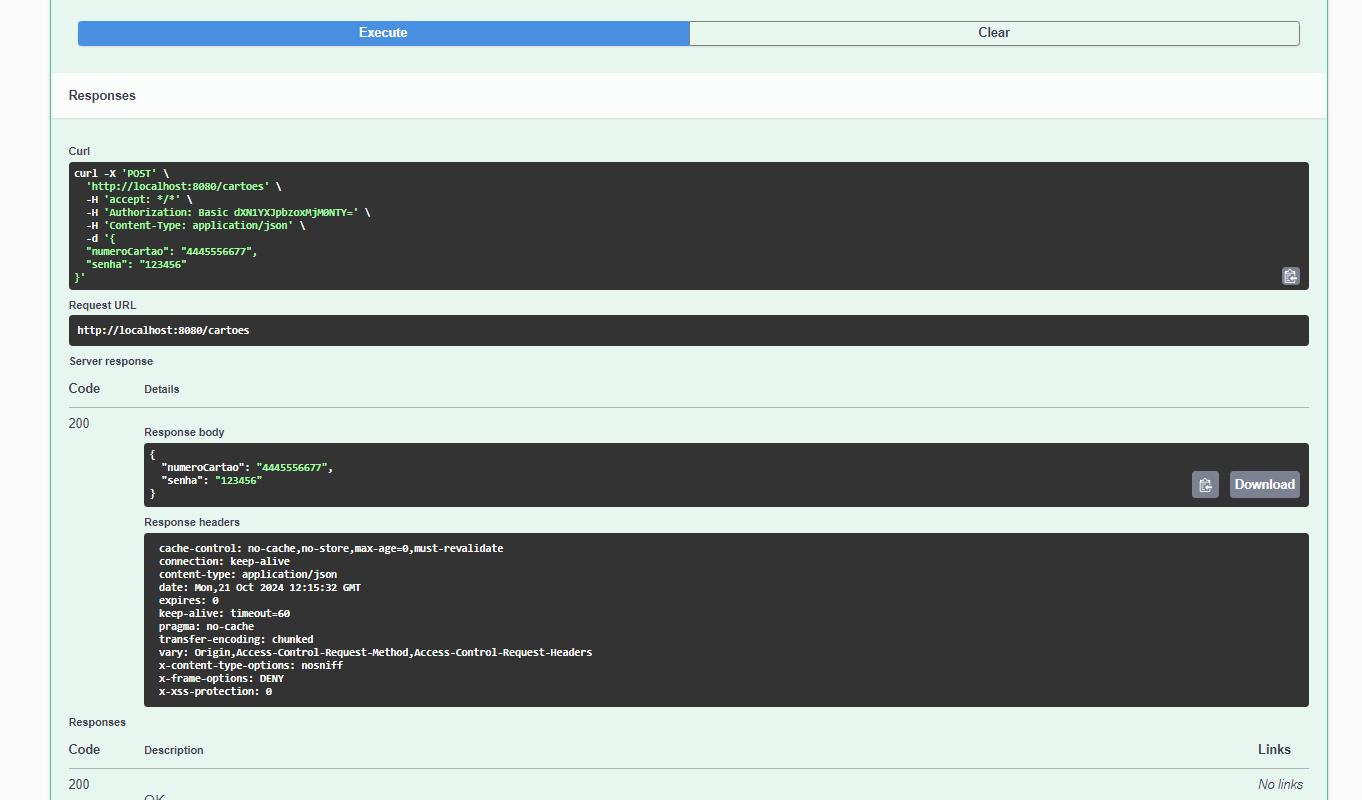 Execute
Clear
Responses
Curl
curl -X 'POST' \
'http://localhost:8080/cartoes' \
-H 'accept: */*' \
-H 'Authorization: Basic dXN1YXJpbzoxMjM0NTY=' \
-H 'Content-Type: application/json' \
-d '{
"numeroCartao": "4445556677",
"senha": "123456"
}'
Request URL
http://localhost:8080/cartoes
Server response
Code Details
200
Response body
{
"numeroCartao": "4445556677",
"senha": "123456"
}
Download
Response headers
cache-control: no-cache,no-store,max-age=0,must-revalidate
connection: keep-alive
content-type: application/json
date: Mon,21 Oct 2024 12:15:32 GMT
expires: 0
keep-alive: timeout=60
pragma: no-cache
transfer-encoding: chunked
vary: Origin,Access-Control-Request-Method,Access-Control-Request-Headers
x-content-type-options: nosniff
x-frame-options: DENY
x-xss-protection: 0
Responses
Code Description Links
200 No links
OK